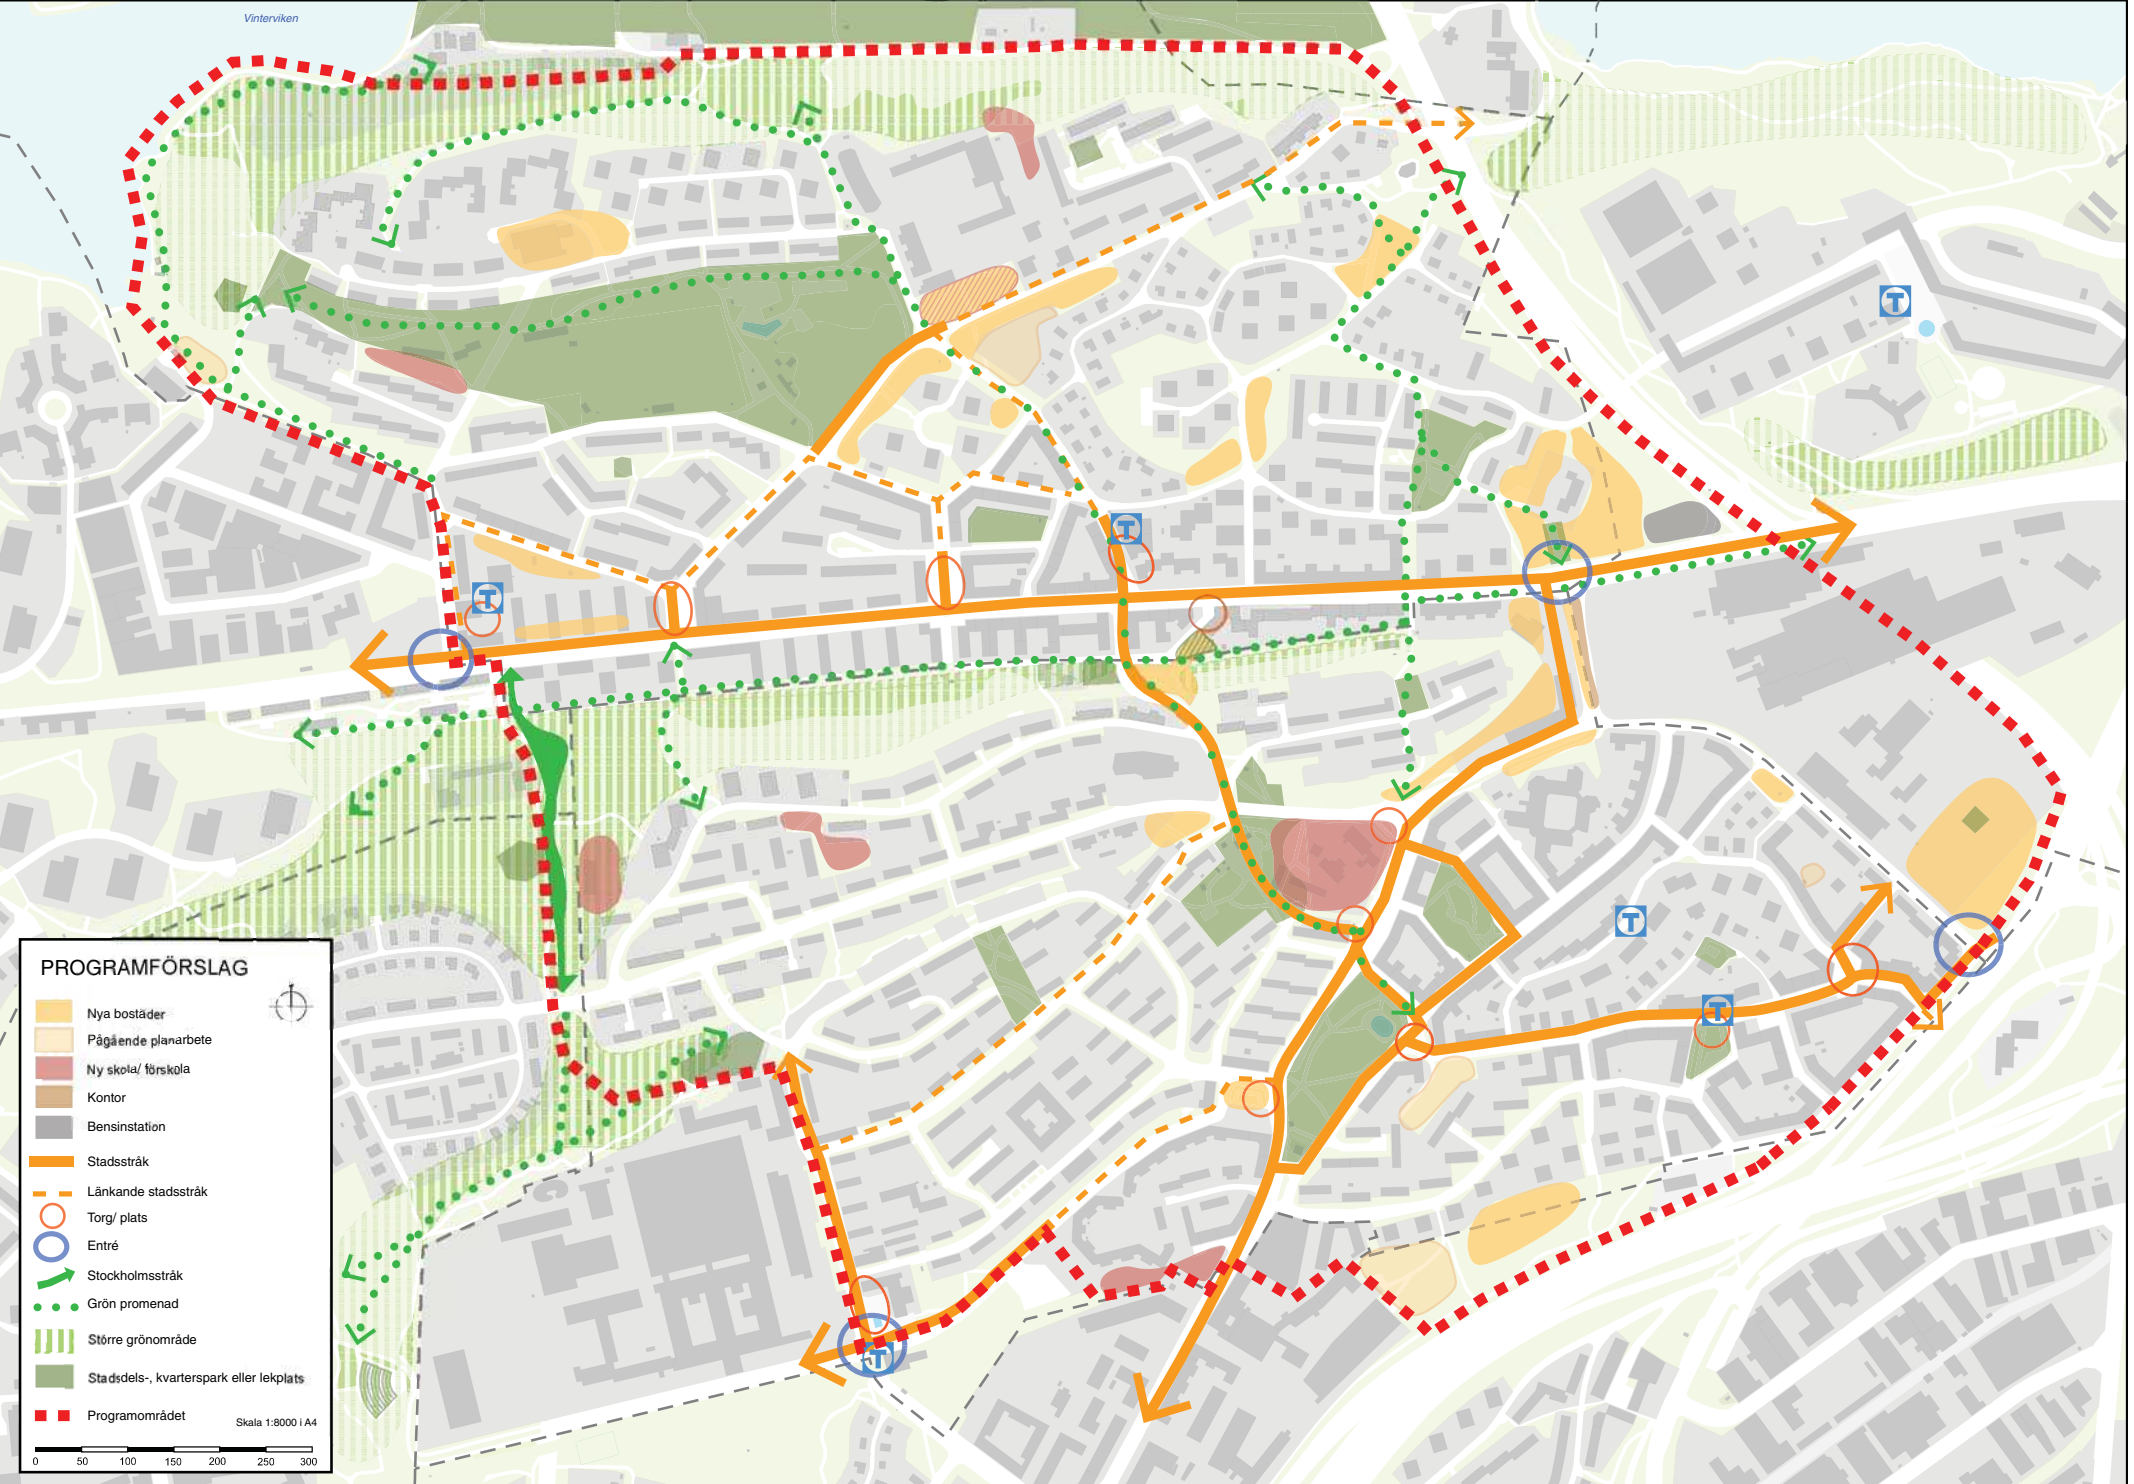 Vinterviken
T
T
T
T
T
T
PROGRAMFÖRSLAG
Nya bostäder
Pågående planarbete
Ny skola/ förskola
Kontor
Bensinstation
Stadsstråk
Länkande stadsstråk
Torg/ plats
Entré
Stockholmsstråk
Grön promenad
Större grönområde
Stadsdels-, kvarterspark eller lekplats
Programområdet
Skala 1:8000 i A4
0 50 100 150 200 250 300